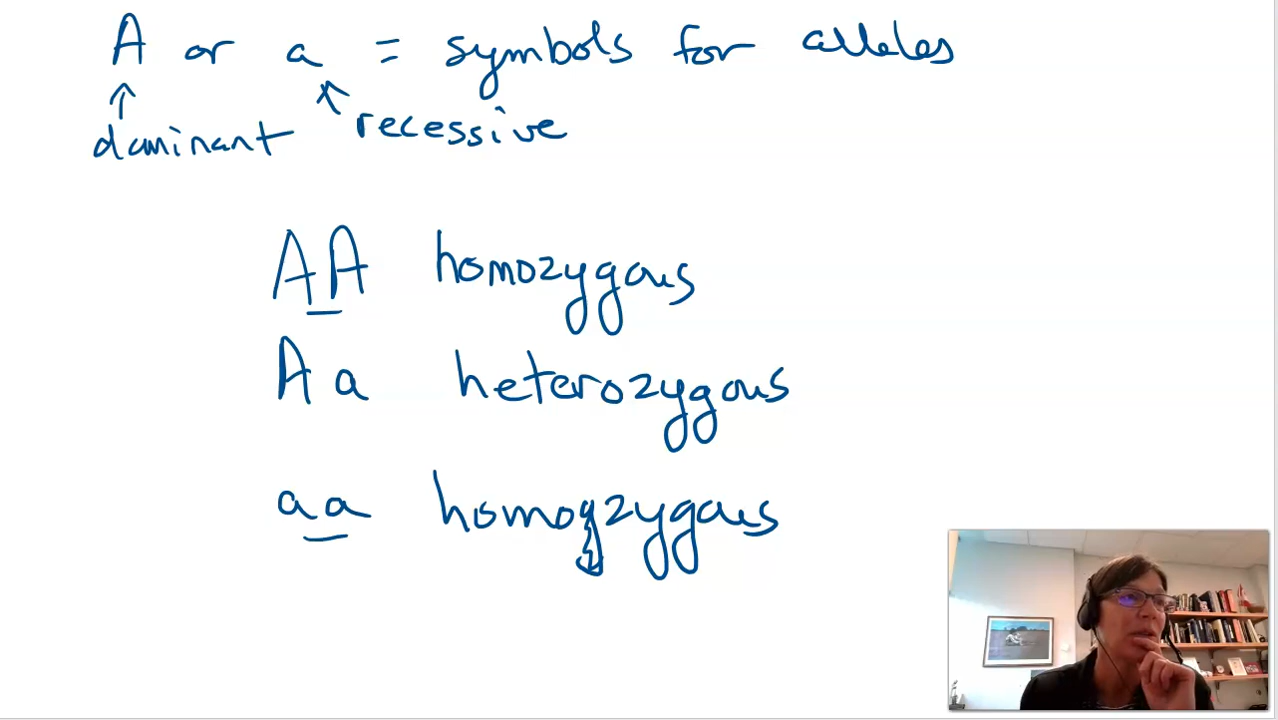 A or a = symbols for alleles
↑ ↑
dominant recessive
AA homozygous
Aa heterozygous
aa homozygous